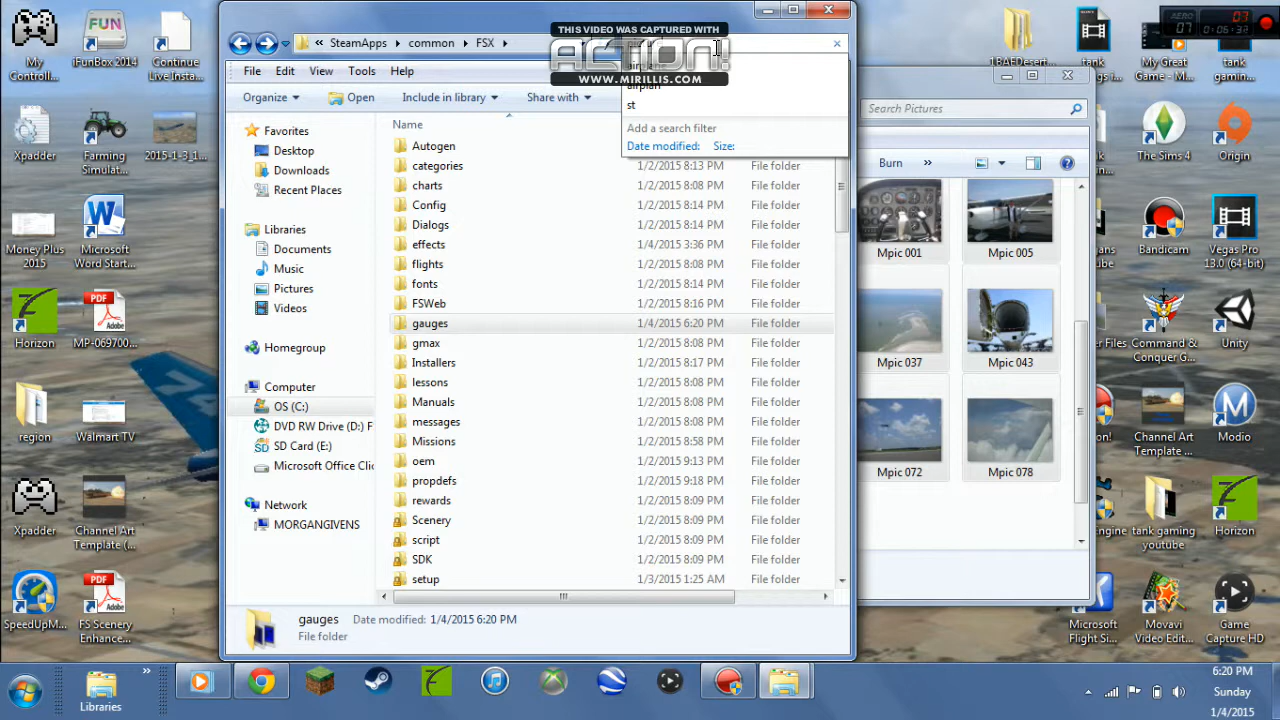 THIS VIDEO WAS CAPTURED WITH
ACTION!
WWW.MIRILLIS.COM
SteamApps
common
FSX
File
Edit
View
Tools
Help
Organize
Open
Include in library
Share with
st
Add a search filter
Date modified:
Size:
Name
Autogen
categories 1/2/2015 8:13 PM File folder
charts 1/2/2015 8:08 PM File folder
Config 1/2/2015 8:14 PM File folder
Dialogs 1/2/2015 8:14 PM File folder
effects 1/4/2015 3:36 PM File folder
flights 1/2/2015 8:08 PM File folder
fonts 1/2/2015 8:14 PM File folder
FSWeb 1/2/2015 8:16 PM File folder
gauges 1/4/2015 6:20 PM File folder
gmax 1/2/2015 8:08 PM File folder
Installers 1/2/2015 8:17 PM File folder
lessons 1/2/2015 8:08 PM File folder
Manuals 1/2/2015 8:08 PM File folder
messages 1/2/2015 8:08 PM File folder
Missions 1/2/2015 8:58 PM File folder
oem 1/2/2015 9:13 PM File folder
propdefs 1/2/2015 9:18 PM File folder
rewards 1/2/2015 8:09 PM File folder
Scenery 1/2/2015 8:09 PM File folder
script 1/2/2015 8:09 PM File folder
SDK 1/2/2015 8:09 PM File folder
setup 1/3/2015 1:25 AM File folder
Favorites
Desktop
Downloads
Recent Places
Libraries
Documents
Music
Pictures
Videos
Homegroup
Computer
OS (C:)
DVD RW Drive (D:) F
SD Card (E:)
Microsoft Office Clic
Network
MORGANGIVENS
gauges Date modified: 1/4/2015 6:20 PM
File folder
Search Pictures
Burn
Mpic 001
Mpic 005
Mpic 037
Mpic 043
Mpic 072
Mpic 078
My
Controll...
iFunBox 2014
Continue
Live Insta...
Xpadder
Farming
Simulat...
2015-1-3_1...
Money Plus
2015
Microsoft
Word Start...
Horizon
MP-069700...
region
Walmart TV
Xpadder
Channel Art
Template (...
SpeedUpM...
FS Scenery
Enhance...
1BAHDesert...
tank
gamin...
My Great
Game - M...
tank
gaming...
The Sims 4
Origin
Bandicam
Vegas Pro
13.0 (64-bit)
Command &
Conquer G...
Unity
Channel Art
Template ...
Modio
tank gaming
youtube
Horizon
Microsoft
Flight Si...
Movavi
Video Edit...
Game
Capture HD
Libraries
6:20 PM
Sunday
1/4/2015